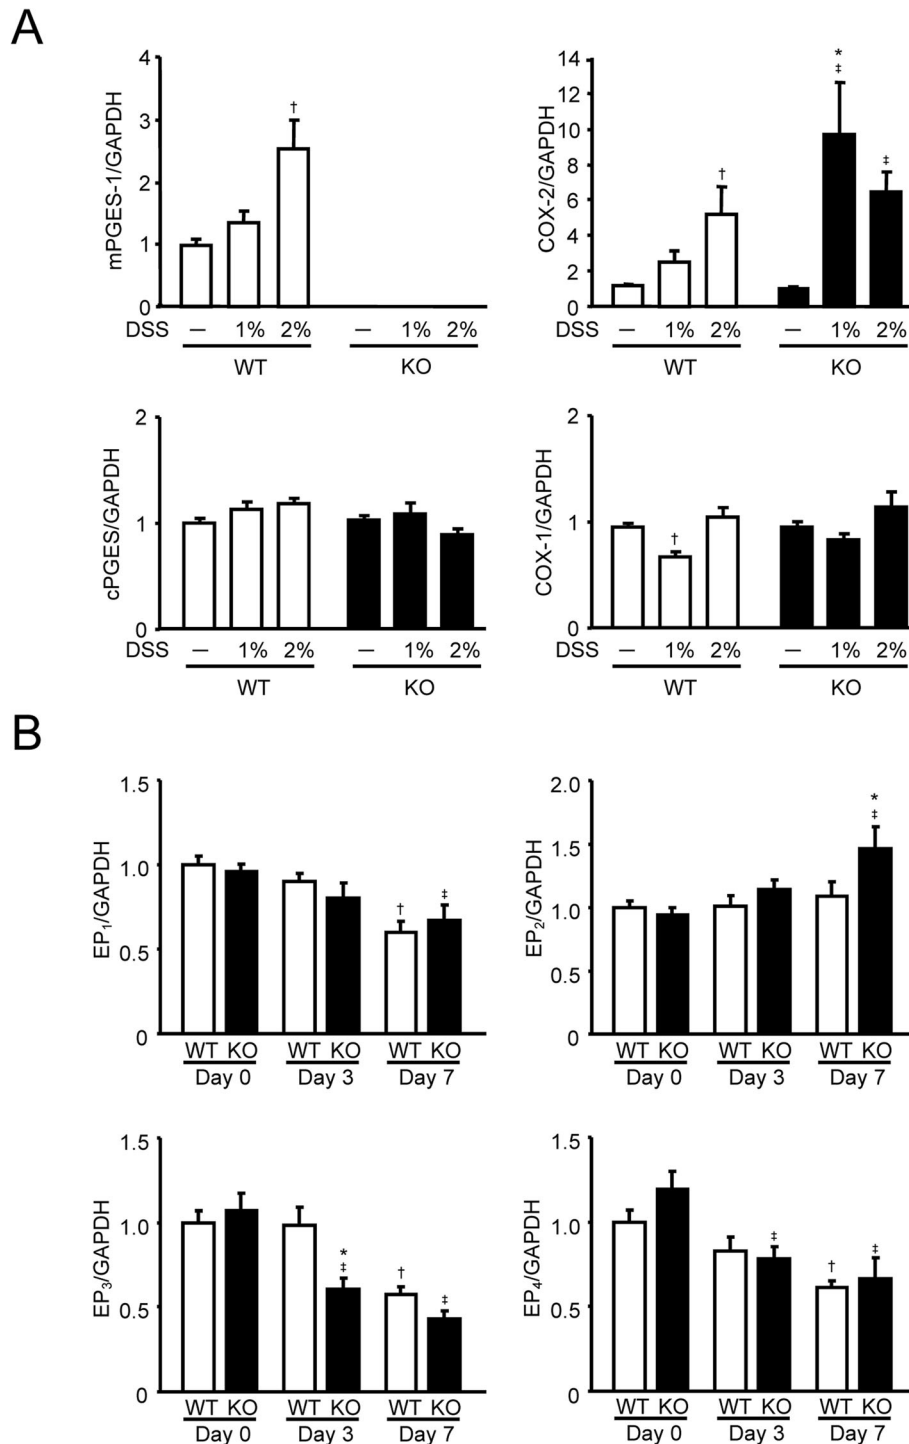 A
mPGES-1/GAPDH
4
3
2
1
0
†
DSS — 1% 2% — 1% 2%
WT KO
COX-2/GAPDH
14
12
10
8
6
4
2
0
†
*
‡
‡
DSS — 1% 2% — 1% 2%
WT KO
cPGES/GAPDH
2
1
0
DSS — 1% 2% — 1% 2%
WT KO
COX-1/GAPDH
2
1
0
†
DSS — 1% 2% — 1% 2%
WT KO
B
EP₁/GAPDH
1.5
1.0
0.5
0
† ‡
WT KO WT KO WT KO
Day 0 Day 3 Day 7
EP₂/GAPDH
2.0
1.5
1.0
0.5
0
*
‡
WT KO WT KO WT KO
Day 0 Day 3 Day 7
EP₃/GAPDH
1.5
1.0
0.5
0
*
‡
†
‡
WT KO WT KO WT KO
Day 0 Day 3 Day 7
EP₄/GAPDH
1.5
1.0
0.5
0
‡
†
‡
WT KO WT KO WT KO
Day 0 Day 3 Day 7